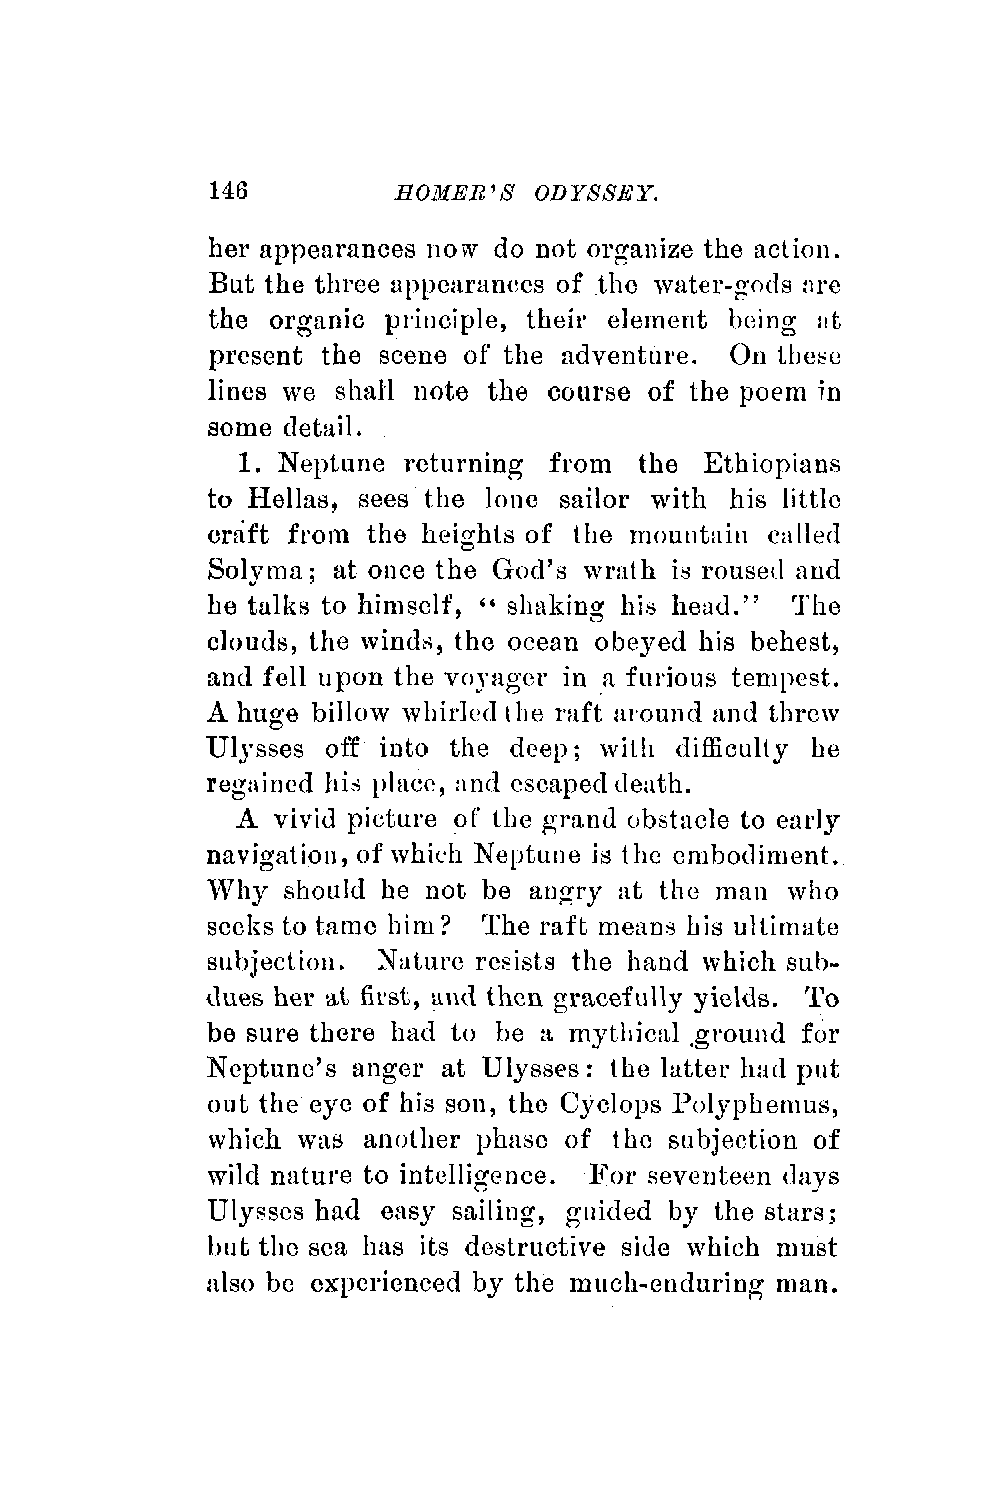 146 HOMER'S ODYSSEY.
her appearances now do not organize the action.
But the three appearances of the water-gods are
the organic principle, their element being at
present the scene of the adventure. On these
lines we shall note the course of the poem in
some detail.
1. Neptune returning from the Ethiopians
to Hellas, sees the lone sailor with his little
craft from the heights of the mountain called
Solyma; at once the God's wrath is roused and
he talks to himself, “ shaking his head.” The
clouds, the winds, the ocean obeyed his behest,
and fell upon the voyager in a furious tempest.
A huge billow whirled the raft around and threw
Ulysses off into the deep; with difficulty he
regained his place, and escaped death.
A vivid picture of the grand obstacle to early
navigation, of which Neptune is the embodiment.
Why should he not be angry at the man who
seeks to tame him? The raft means his ultimate
subjection. Nature resists the hand which sub-
dues her at first, and then gracefully yields. To
be sure there had to be a mythical ground for
Neptune's anger at Ulysses: the latter had put
out the eye of his son, the Cyclops Polyphemus,
which was another phase of the subjection of
wild nature to intelligence. For seventeen days
Ulysses had easy sailing, guided by the stars;
but the sea has its destructive side which must
also be experienced by the much-enduring man.